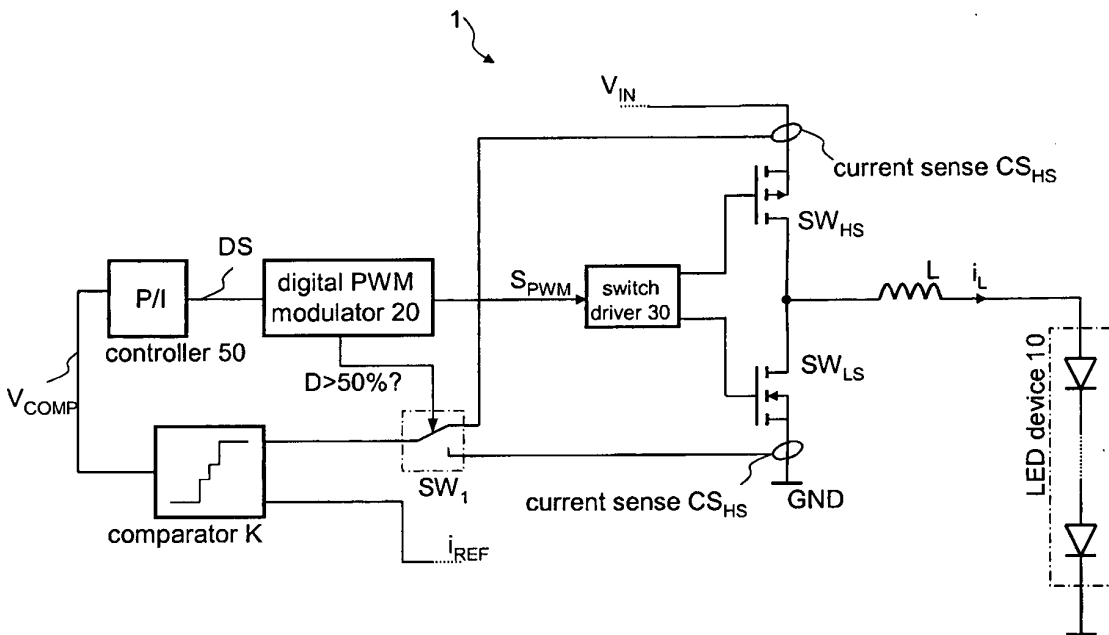 1
V_IN
current sense CS_HS
SW_HS
DS
P/I
controller 50
digital PWM
modulator 20
S_PWM
switch
driver 30
L
i_L
D>50%?
SW_LS
V_COMP
SW_1
comparator K
i_REF
current sense CS_HS
GND
LED device 10